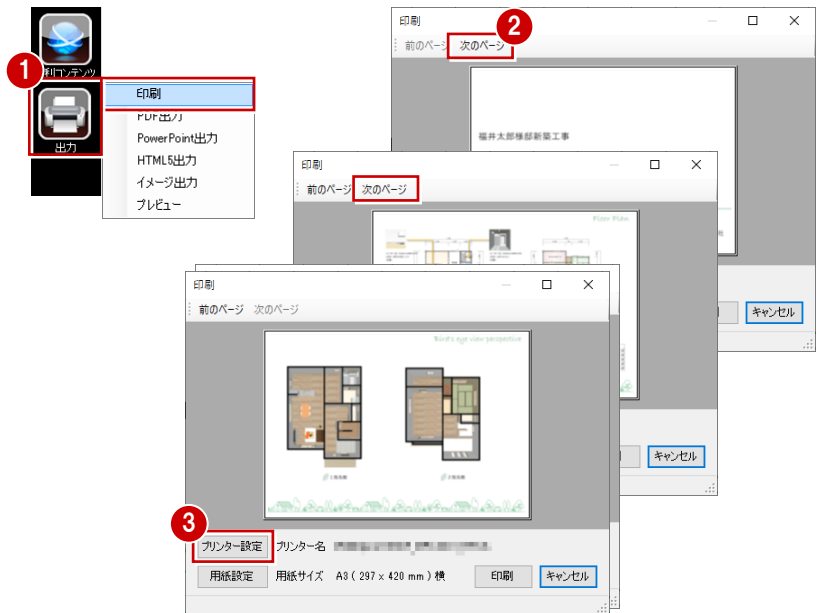 1
利コンテンツ
出力
印刷
PDF出力
PowerPoint出力
HTML5出力
イメージ出力
プレビュー
印刷
2
前のページ 次のページ
福井太郎様邸新築工事
社
キャンセル
印刷
前のページ 次のページ
Floor Plan
キャンセル
印刷
前のページ 次のページ
Bird's eye view perspective
3
プリンター設定 プリンター名
用紙設定 用紙サイズ A3 ( 297 x 420 mm ) 横 印刷 キャンセル